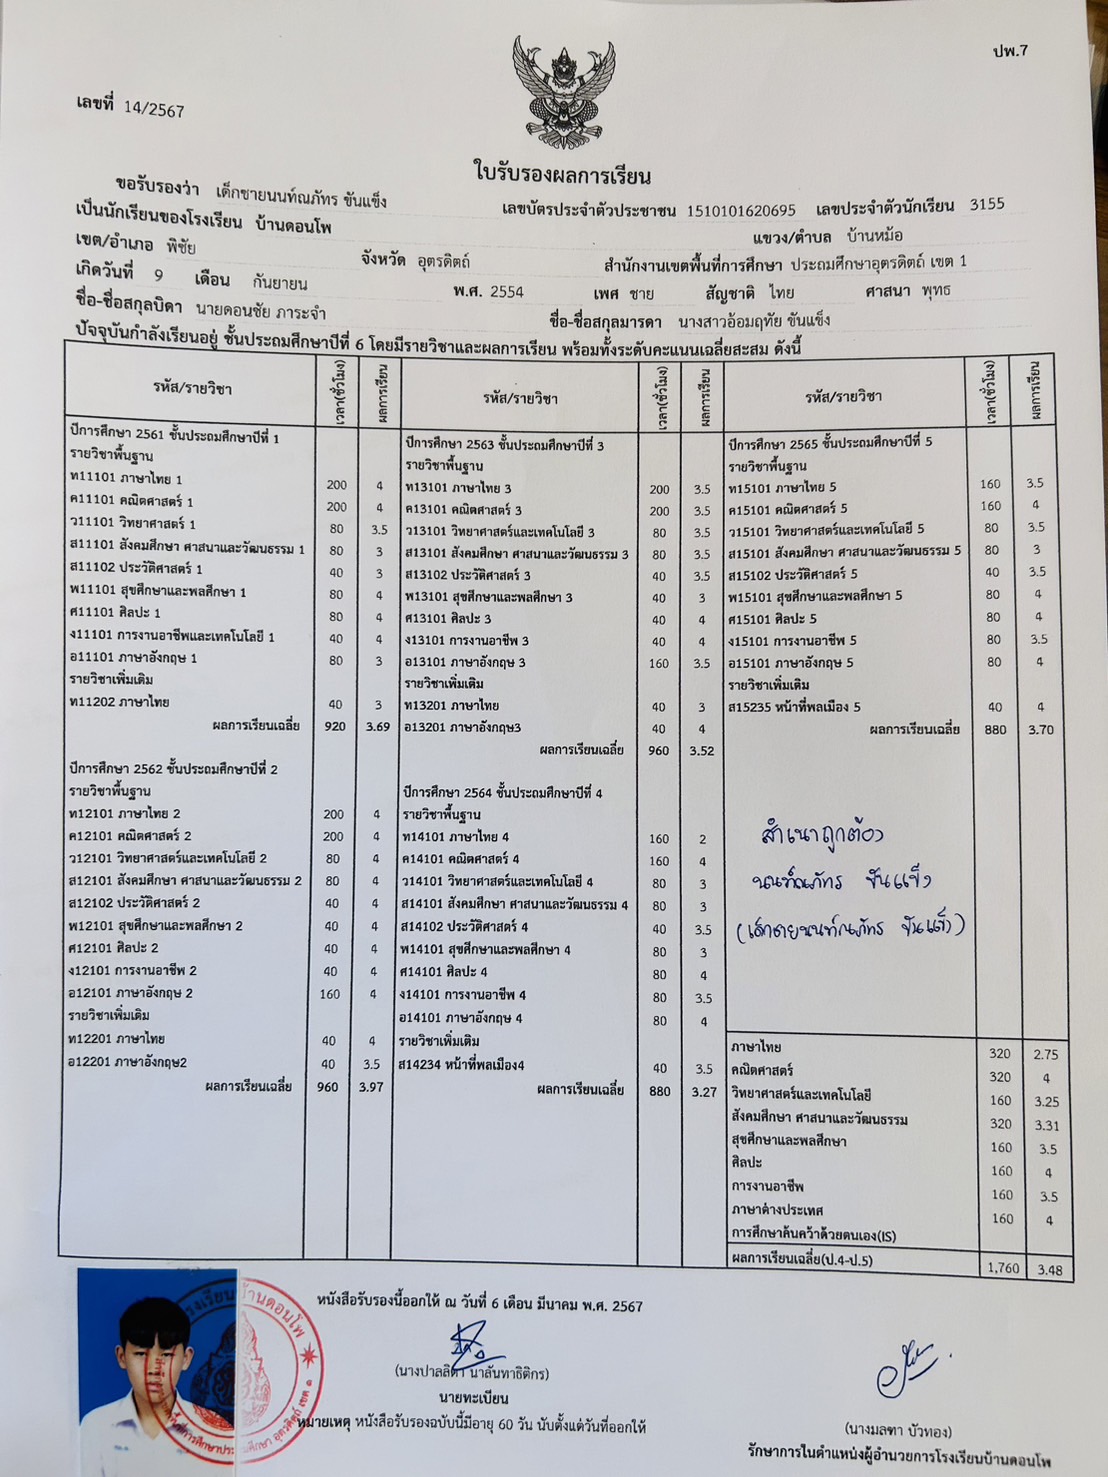 ปพ.7
เลขที่ 14/2567
ใบรับรองผลการเรียน
ขอรับรองว่า เด็กชายนนท์ณภัทร ขันแข็ง เลขบัตรประจำตัวประชาชน 1510101620695 เลขประจำตัวนักเรียน 3155
เป็นนักเรียนของโรงเรียน บ้านดอนโพ แขวง/ตำบล บ้านหม้อ
เขต/อำเภอ พิชัย จังหวัด อุตรดิตถ์ สำนักงานเขตพื้นที่การศึกษา ประถมศึกษาอุตรดิตถ์ เขต 1
เกิดวันที่ 9 เดือน กันยายน พ.ศ. 2554 เพศ ชาย สัญชาติ ไทย ศาสนา พุทธ
ชื่อ-ชื่อสกุลบิดา นายดอนชัย ภาระจำ ชื่อ-ชื่อสกุลมารดา นางสาวอ้อมฤทัย ขันแข็ง
ปัจจุบันกำลังเรียนอยู่ ชั้นประถมศึกษาปีที่ 6 โดยมีรายวิชาและผลการเรียน พร้อมทั้งระดับคะแนนเฉลี่ยสะสม ดังนี้
รหัส/รายวิชา เวลา(ชั่วโมง) ผลการเรียน
ปีการศึกษา 2561 ชั้นประถมศึกษาปีที่ 1
รายวิชาพื้นฐาน
ท11101 ภาษาไทย 1 200 4
ค11101 คณิตศาสตร์ 1 200 4
ว11101 วิทยาศาสตร์ 1 80 3.5
ส11101 สังคมศึกษา ศาสนาและวัฒนธรรม 1 80 3
ส11102 ประวัติศาสตร์ 1 40 3
พ11101 สุขศึกษาและพลศึกษา 1 80 4
ศ11101 ศิลปะ 1 80 4
ง11101 การงานอาชีพและเทคโนโลยี 1 40 4
อ11101 ภาษาอังกฤษ 1 80 3
รายวิชาเพิ่มเติม
ท11202 ภาษาไทย 40 3
ผลการเรียนเฉลี่ย 920 3.69
ปีการศึกษา 2562 ชั้นประถมศึกษาปีที่ 2
รายวิชาพื้นฐาน
ท12101 ภาษาไทย 2 200 4
ค12101 คณิตศาสตร์ 2 200 4
ว12101 วิทยาศาสตร์และเทคโนโลยี 2 80 4
ส12101 สังคมศึกษา ศาสนาและวัฒนธรรม 2 80 4
ส12102 ประวัติศาสตร์ 2 40 4
พ12101 สุขศึกษาและพลศึกษา 2 40 4
ศ12101 ศิลปะ 2 40 4
ง12101 การงานอาชีพ 2 40 4
อ12101 ภาษาอังกฤษ 2 160 4
รายวิชาเพิ่มเติม
ท12201 ภาษาไทย 40 4
อ12201 ภาษาอังกฤษ2 40 3.5
ผลการเรียนเฉลี่ย 960 3.97
รหัส/รายวิชา เวลา(ชั่วโมง) ผลการเรียน
ปีการศึกษา 2563 ชั้นประถมศึกษาปีที่ 3
รายวิชาพื้นฐาน
ท13101 ภาษาไทย 3 200 3.5
ค13101 คณิตศาสตร์ 3 200 3.5
ว13101 วิทยาศาสตร์และเทคโนโลยี 3 80 3.5
ส13101 สังคมศึกษา ศาสนาและวัฒนธรรม 3 80 3.5
ส13102 ประวัติศาสตร์ 3 40 3.5
พ13101 สุขศึกษาและพลศึกษา 3 40 3
ศ13101 ศิลปะ 3 40 4
ง13101 การงานอาชีพ 3 40 4
อ13101 ภาษาอังกฤษ 3 160 3.5
รายวิชาเพิ่มเติม
ท13201 ภาษาไทย 40 3
อ13201 ภาษาอังกฤษ3 40 4
ผลการเรียนเฉลี่ย 960 3.52
ปีการศึกษา 2564 ชั้นประถมศึกษาปีที่ 4
รายวิชาพื้นฐาน
ท14101 ภาษาไทย 4 160 2
ค14101 คณิตศาสตร์ 4 160 4
ว14101 วิทยาศาสตร์และเทคโนโลยี 4 80 3
ส14101 สังคมศึกษา ศาสนาและวัฒนธรรม 4 80 3
ส14102 ประวัติศาสตร์ 4 40 3.5
พ14101 สุขศึกษาและพลศึกษา 4 80 3
ศ14101 ศิลปะ 4 80 4
ง14101 การงานอาชีพ 4 80 3.5
อ14101 ภาษาอังกฤษ 4 80 4
รายวิชาเพิ่มเติม
ส14234 หน้าที่พลเมือง4 40 3.5
ผลการเรียนเฉลี่ย 880 3.27
รหัส/รายวิชา เวลา(ชั่วโมง) ผลการเรียน
ปีการศึกษา 2565 ชั้นประถมศึกษาปีที่ 5
รายวิชาพื้นฐาน
ท15101 ภาษาไทย 5 160 3.5
ค15101 คณิตศาสตร์ 5 160 4
ว15101 วิทยาศาสตร์และเทคโนโลยี 5 80 3.5
ส15101 สังคมศึกษา ศาสนาและวัฒนธรรม 5 80 3
ส15102 ประวัติศาสตร์ 5 40 3.5
พ15101 สุขศึกษาและพลศึกษา 5 80 4
ศ15101 ศิลปะ 5 80 4
ง15101 การงานอาชีพ 5 80 3.5
อ15101 ภาษาอังกฤษ 5 80 4
รายวิชาเพิ่มเติม
ส15235 หน้าที่พลเมือง 5 40 4
ผลการเรียนเฉลี่ย 880 3.70
สำเนาถูกต้อง
นนท์ณภัทร ขันแข็ง
(เด็กชายนนท์ณภัทร ขันแข็ง)
ภาษาไทย 320 2.75
คณิตศาสตร์ 320 4
วิทยาศาสตร์และเทคโนโลยี 160 3.25
สังคมศึกษา ศาสนาและวัฒนธรรม 320 3.31
สุขศึกษาและพลศึกษา 160 3.5
ศิลปะ 160 4
การงานอาชีพ 160 3.5
ภาษาต่างประเทศ 160 4
การศึกษาค้นคว้าด้วยตนเอง(IS)
ผลการเรียนเฉลี่ย(ป.4-ป.5) 1,760 3.48
หนังสือรับรองนี้ออกให้ ณ วันที่ 6 เดือน มีนาคม พ.ศ. 2567
(นางปาลลิตา นาลันทาธิติกร)
นายทะเบียน
หมายเหตุ หนังสือรับรองฉบับนี้มีอายุ 60 วัน นับตั้งแต่วันที่ออกให้
(นางมลฑา บัวทอง)
รักษาการในตำแหน่งผู้อำนวยการโรงเรียนบ้านดอนโพ
โรงเรียนบ้านดอนโพ